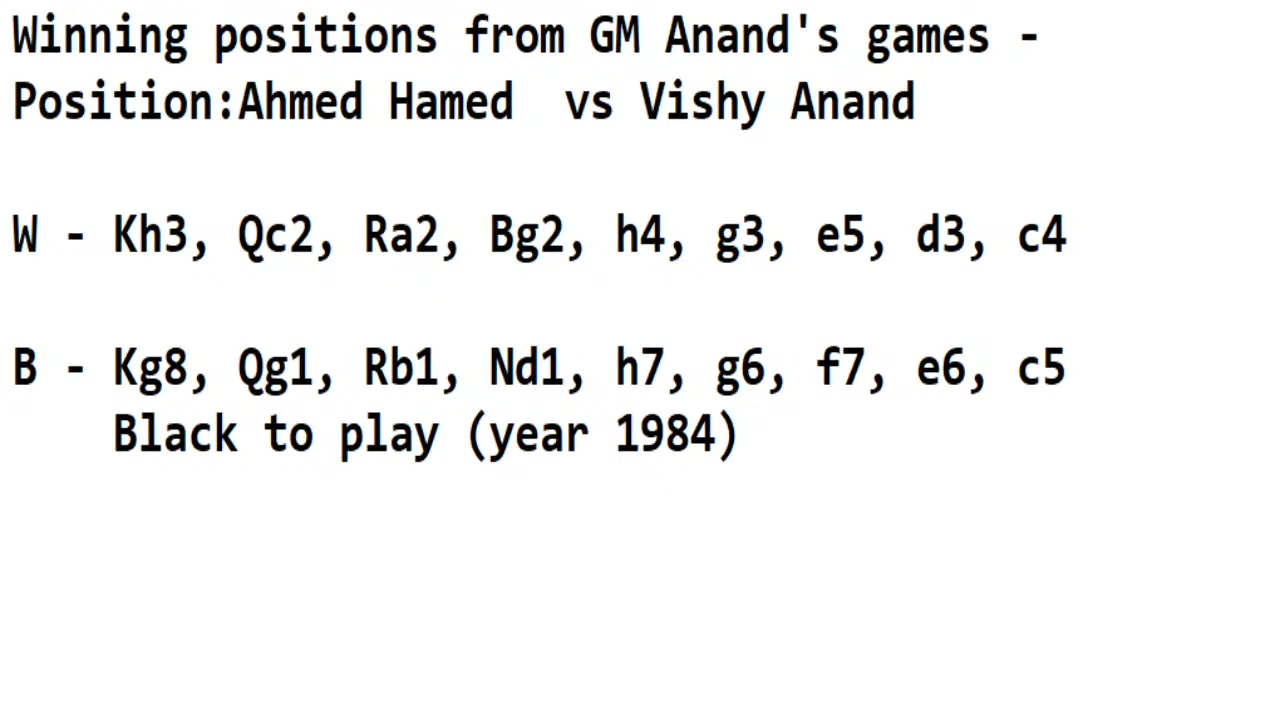 Winning positions from GM Anand's games -
Position:Ahmed Hamed  vs Vishy Anand
W - Kh3, Qc2, Ra2, Bg2, h4, g3, e5, d3, c4
B - Kg8, Qg1, Rb1, Nd1, h7, g6, f7, e6, c5
Black to play (year 1984)